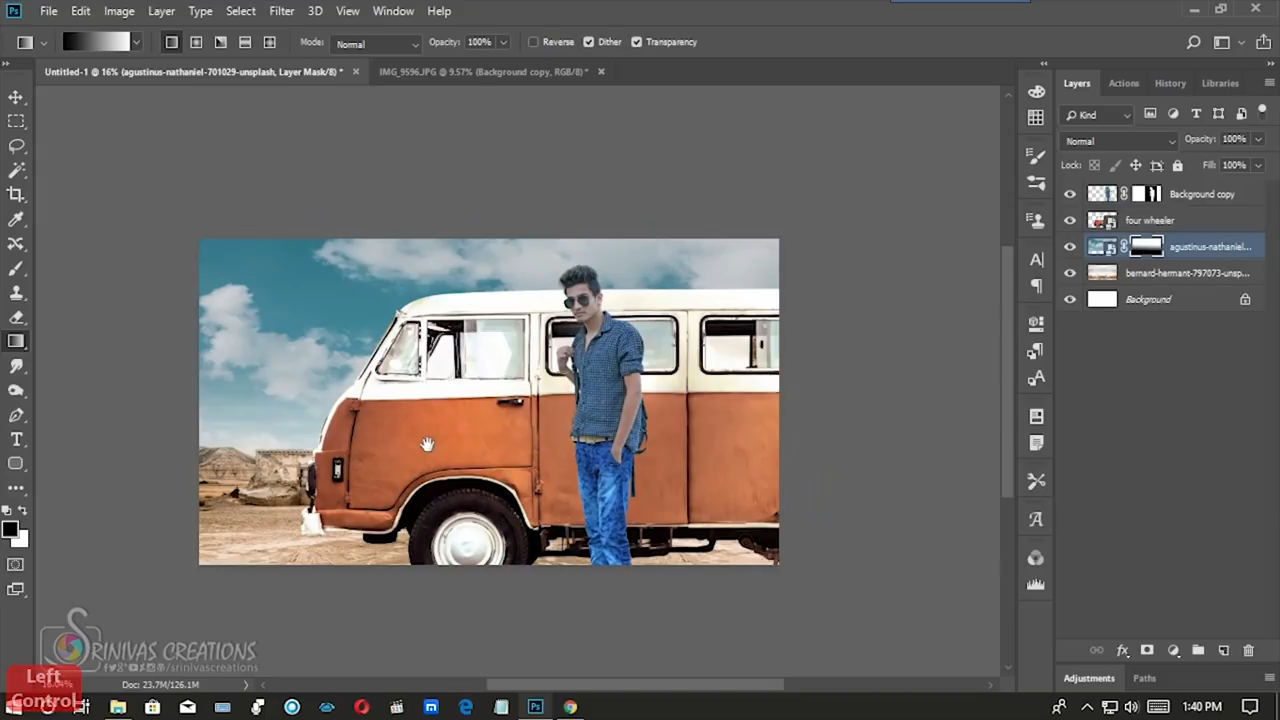 Ps File Edit Image Layer Type Select Filter 3D View Window Help
Mode: Normal Opacity: 100% Reverse Dither Transparency
Untitled-1 @ 16% (agustinus-nathaniel-701029-unsplash, Layer Mask/8) * × IMG_9596.JPG @ 9.57% (Background copy, RGB/8) * ×
Layers Actions History Libraries
Kind
Normal Opacity: 100%
Lock: Fill: 100%
Background copy
four wheeler
agustinus-nathaniel...
bernard-hermant-797073-unsp...
Background
SRINIVAS CREATIONS
/srinivascreations
Left
Control
Doc: 23.7M/126.1M
Adjustments Paths
1:40 PM